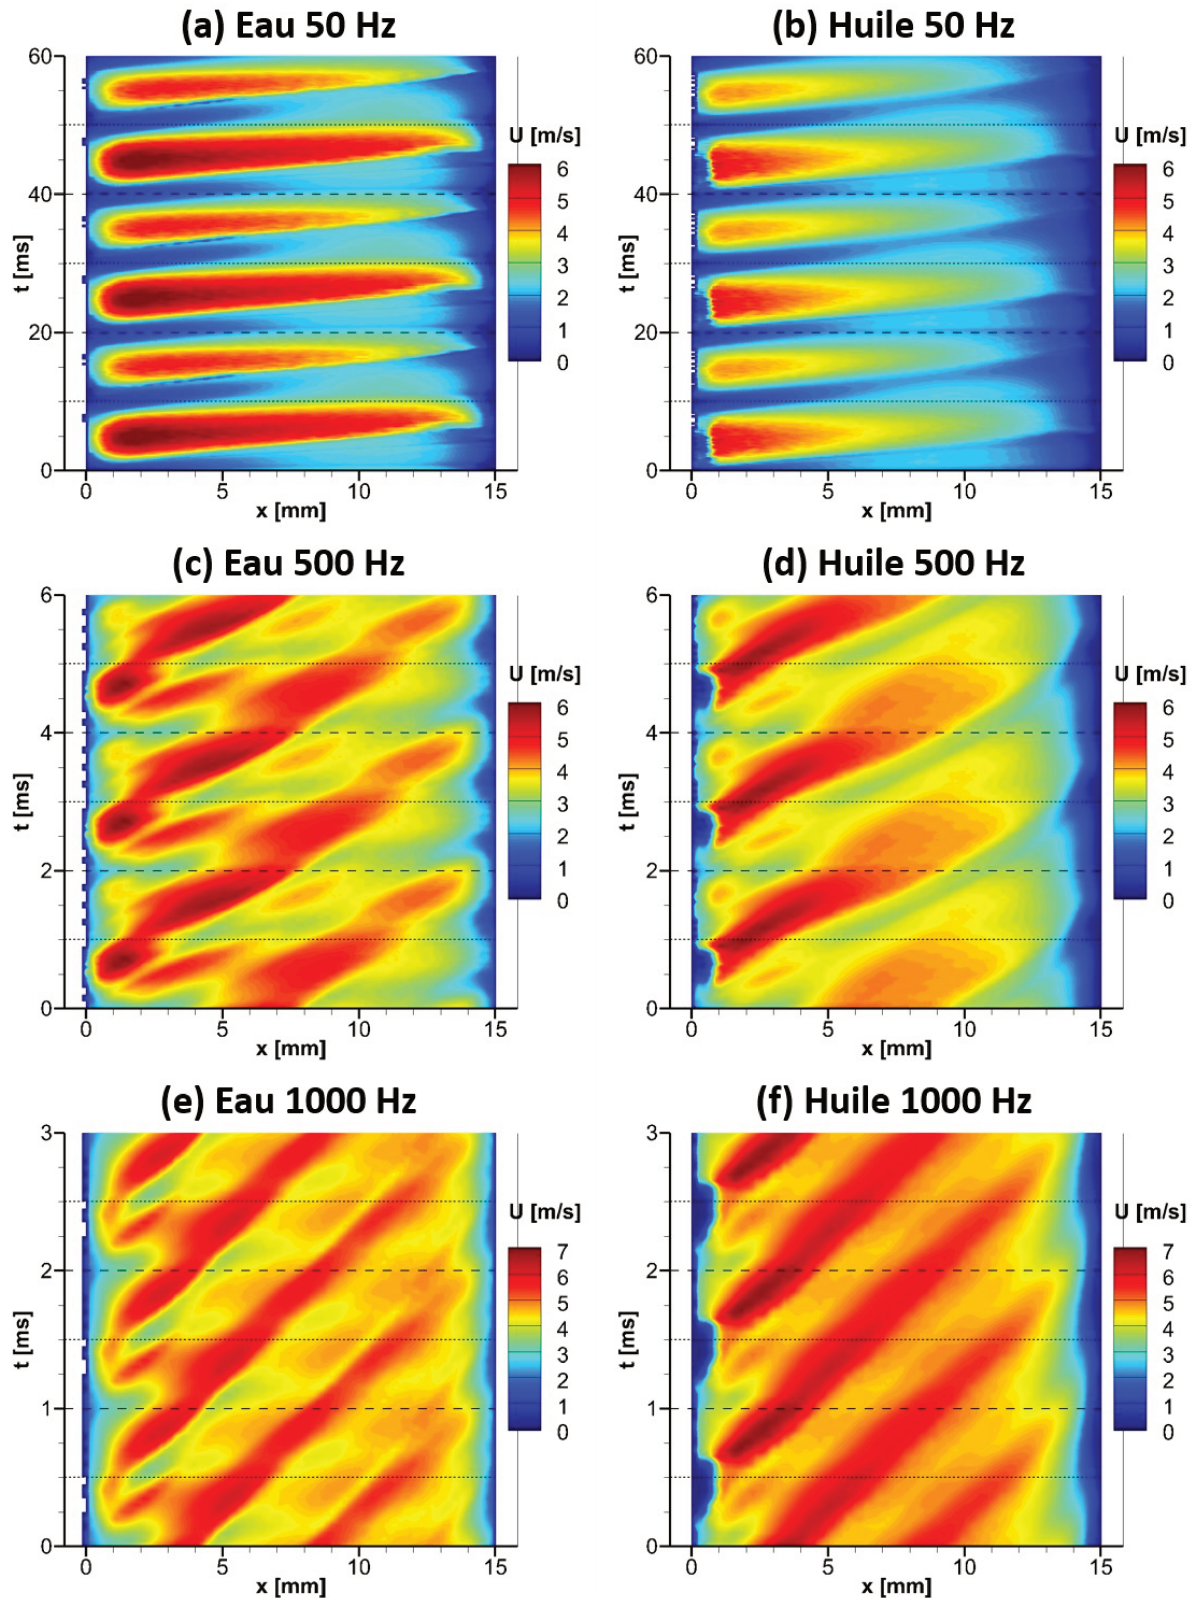 (a) Eau 50 Hz
(b) Huile 50 Hz
60
40
20
0
t [ms]
0 5 10 15
x [mm]
U [m/s]
6
5
4
3
2
1
0
60
40
20
0
t [ms]
0 5 10 15
x [mm]
U [m/s]
6
5
4
3
2
1
0
(c) Eau 500 Hz
(d) Huile 500 Hz
6
4
2
0
t [ms]
0 5 10 15
x [mm]
U [m/s]
6
5
4
3
2
1
0
6
4
2
0
t [ms]
0 5 10 15
x [mm]
U [m/s]
6
5
4
3
2
1
0
(e) Eau 1000 Hz
(f) Huile 1000 Hz
3
2
1
0
t [ms]
0 5 10 15
x [mm]
U [m/s]
7
6
5
4
3
2
1
0
3
2
1
0
t [ms]
0 5 10 15
x [mm]
U [m/s]
7
6
5
4
3
2
1
0